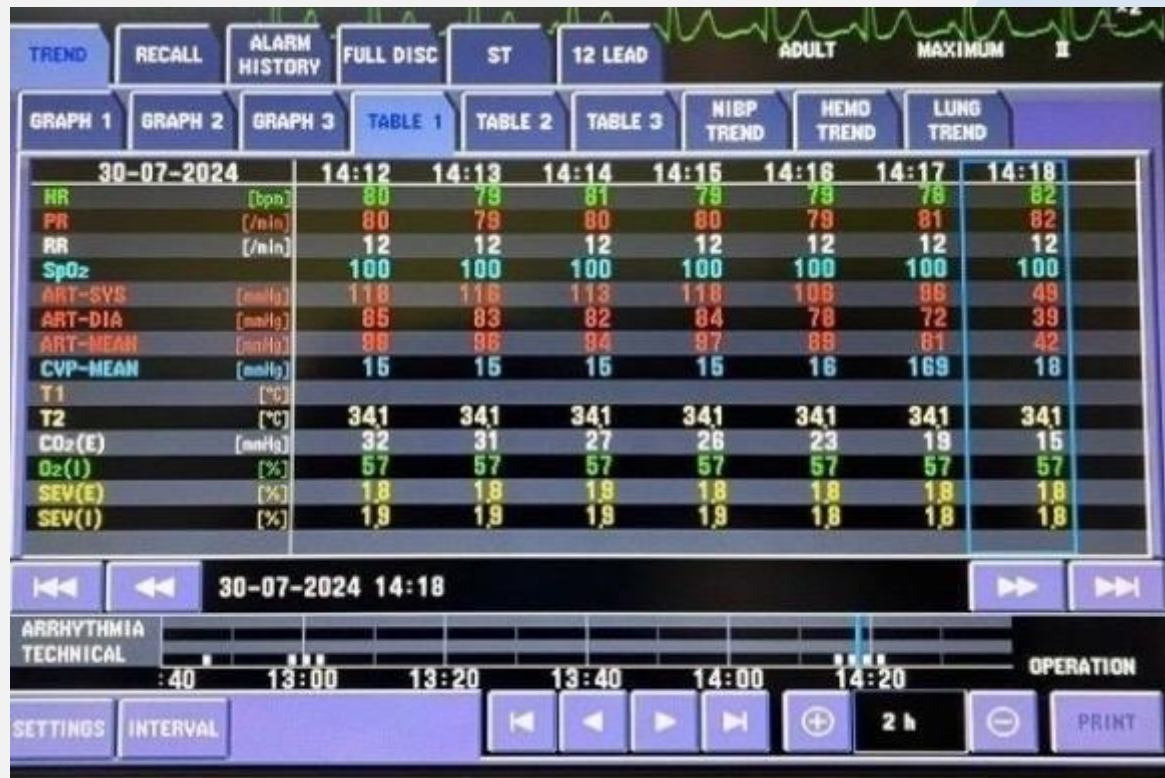 ×2
TREND RECALL ALARM HISTORY FULL DISC ST 12 LEAD ADULT MAXIMUM II
GRAPH 1 GRAPH 2 GRAPH 3 TABLE 1 TABLE 2 TABLE 3 NIBP TREND HEMO TREND LUNG TREND
30-07-2024 14:12 14:13 14:14 14:15 14:16 14:17 14:18
HR [bpm] 80 79 81 79 79 78 82
PR [/min] 80 79 80 80 79 81 82
RR [/min] 12 12 12 12 12 12 12
SpO₂ 100 100 100 100 100 100 100
ART-SYS [mmHg] 118 116 113 118 106 96 49
ART-DIA [mmHg] 85 83 82 84 78 72 39
ART-MEAN [mmHg] 98 96 94 97 89 81 42
CVP-MEAN [mmHg] 15 15 15 15 16 169 18
T1 [°C]
T2 [°C] 34,1 34,1 34,1 34,1 34,1 34,1 34,1
CO₂(E) [mmHg] 32 31 27 26 23 19 15
O₂(I) [%] 57 57 57 57 57 57 57
SEV(E) [%] 1,8 1,8 1,9 1,8 1,8 1,8 1,8
SEV(I) [%] 1,9 1,9 1,9 1,9 1,8 1,8 1,8
30-07-2024 14:18
ARRHYTHMIA
TECHNICAL
:40 13:00 13:20 13:40 14:00 14:20 OPERATION
SETTINGS INTERVAL 2 h PRINT